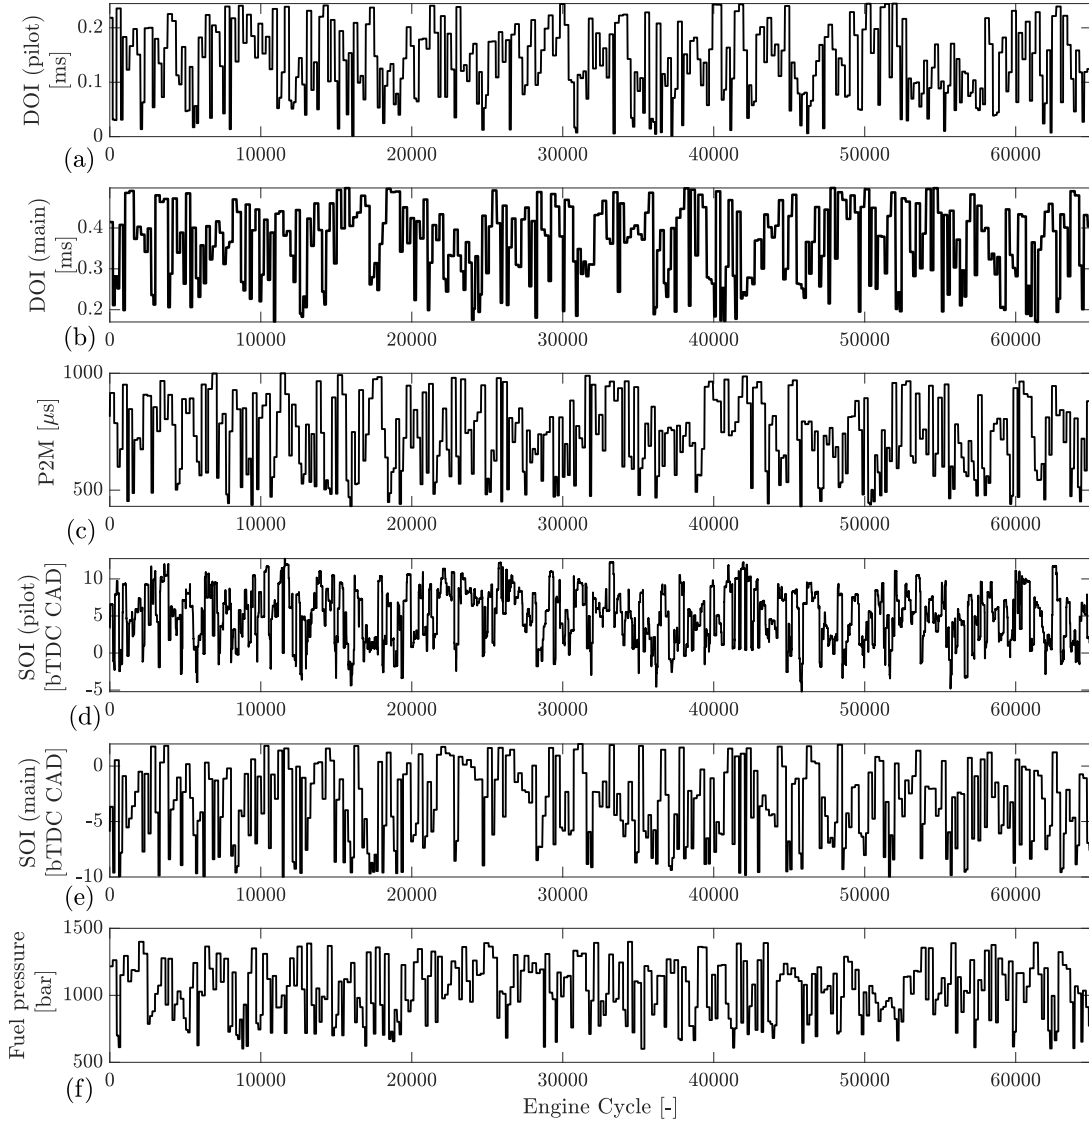 DOI (pilot)
[ms]
0.2
0.1
0
0 10000 20000 30000 40000 50000 60000
(a)
DOI (main)
[ms]
0.4
0.3
0.2
0 10000 20000 30000 40000 50000 60000
(b)
P2M [μs]
1000
500
0 10000 20000 30000 40000 50000 60000
(c)
SOI (pilot)
[bTDC CAD]
10
5
0
-5
0 10000 20000 30000 40000 50000 60000
(d)
SOI (main)
[bTDC CAD]
0
-5
-10
0 10000 20000 30000 40000 50000 60000
(e)
Fuel pressure
[bar]
1500
1000
500
0 10000 20000 30000 40000 50000 60000
(f)
Engine Cycle [-]